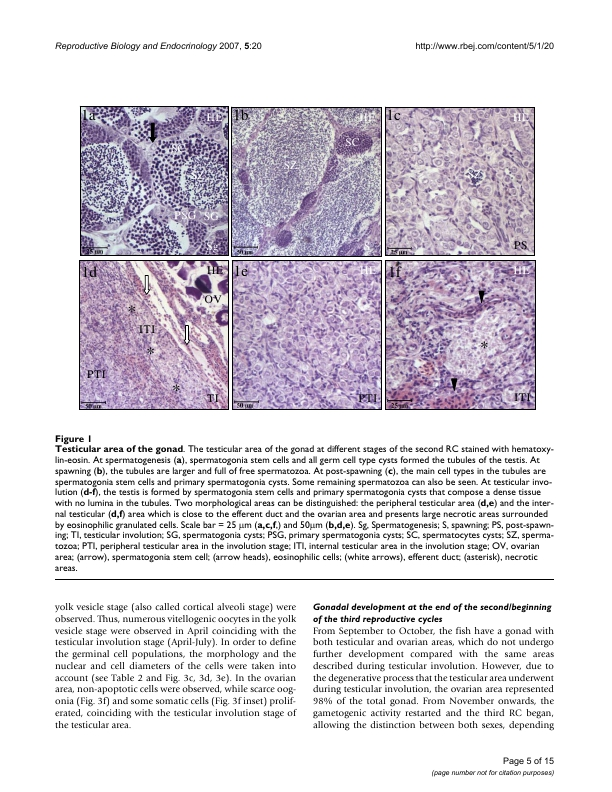 Reproductive Biology and Endocrinology 2007, 5:20
http://www.rbej.com/content/5/1/20
1a
HE
SZ
PSG
SG
25 µm
1b
HE
SC
SZ
S
50 µm
1c
HE
SZ
PS
25 µm
1d
HE
OV
*
ITI
*
PTI
*
TI
50 µm
1e
HE
PTI
50 µm
1f
HE
*
ITI
25 µm
Figure 1
Testicular area of the gonad. The testicular area of the gonad at different stages of the second RC stained with hematoxy-
lin-eosin. At spermatogenesis (a), spermatogonia stem cells and all germ cell type cysts formed the tubules of the testis. At
spawning (b), the tubules are larger and full of free spermatozoa. At post-spawning (c), the main cell types in the tubules are
spermatogonia stem cells and primary spermatogonia cysts. Some remaining spermatozoa can also be seen. At testicular invo-
lution (d-f), the testis is formed by spermatogonia stem cells and primary spermatogonia cysts that compose a dense tissue
with no lumina in the tubules. Two morphological areas can be distinguished: the peripheral testicular area (d,e) and the inter-
nal testicular (d,f) area which is close to the efferent duct and the ovarian area and presents large necrotic areas surrounded
by eosinophilic granulated cells. Scale bar = 25 µm (a,c,f,) and 50µm (b,d,e). Sg, Spermatogenesis; S, spawning; PS, post-spawn-
ing; TI, testicular involution; SG, spermatogonia cysts; PSG, primary spermatogonia cysts; SC, spermatocytes cysts; SZ, sperma-
tozoa; PTI, peripheral testicular area in the involution stage; ITI, internal testicular area in the involution stage; OV, ovarian
area; (arrow), spermatogonia stem cell; (arrow heads), eosinophilic cells; (white arrows), efferent duct; (asterisk), necrotic
areas.
yolk vesicle stage (also called cortical alveoli stage) were
observed. Thus, numerous vitellogenic oocytes in the yolk
vesicle stage were observed in April coinciding with the
testicular involution stage (April-July). In order to define
the germinal cell populations, the morphology and the
nuclear and cell diameters of the cells were taken into
account (see Table 2 and Fig. 3c, 3d, 3e). In the ovarian
area, non-apoptotic cells were observed, while scarce oog-
onia (Fig. 3f) and some somatic cells (Fig. 3f inset) prolif-
erated, coinciding with the testicular involution stage of
the testicular area.
Gonadal development at the end of the second/beginning
of the third reproductive cycles
From September to October, the fish have a gonad with
both testicular and ovarian areas, which do not undergo
further development compared with the same areas
described during testicular involution. However, due to
the degenerative process that the testicular area underwent
during testicular involution, the ovarian area represented
98% of the total gonad. From November onwards, the
gametogenic activity restarted and the third RC began,
allowing the distinction between both sexes, depending
Page 5 of 15
(page number not for citation purposes)